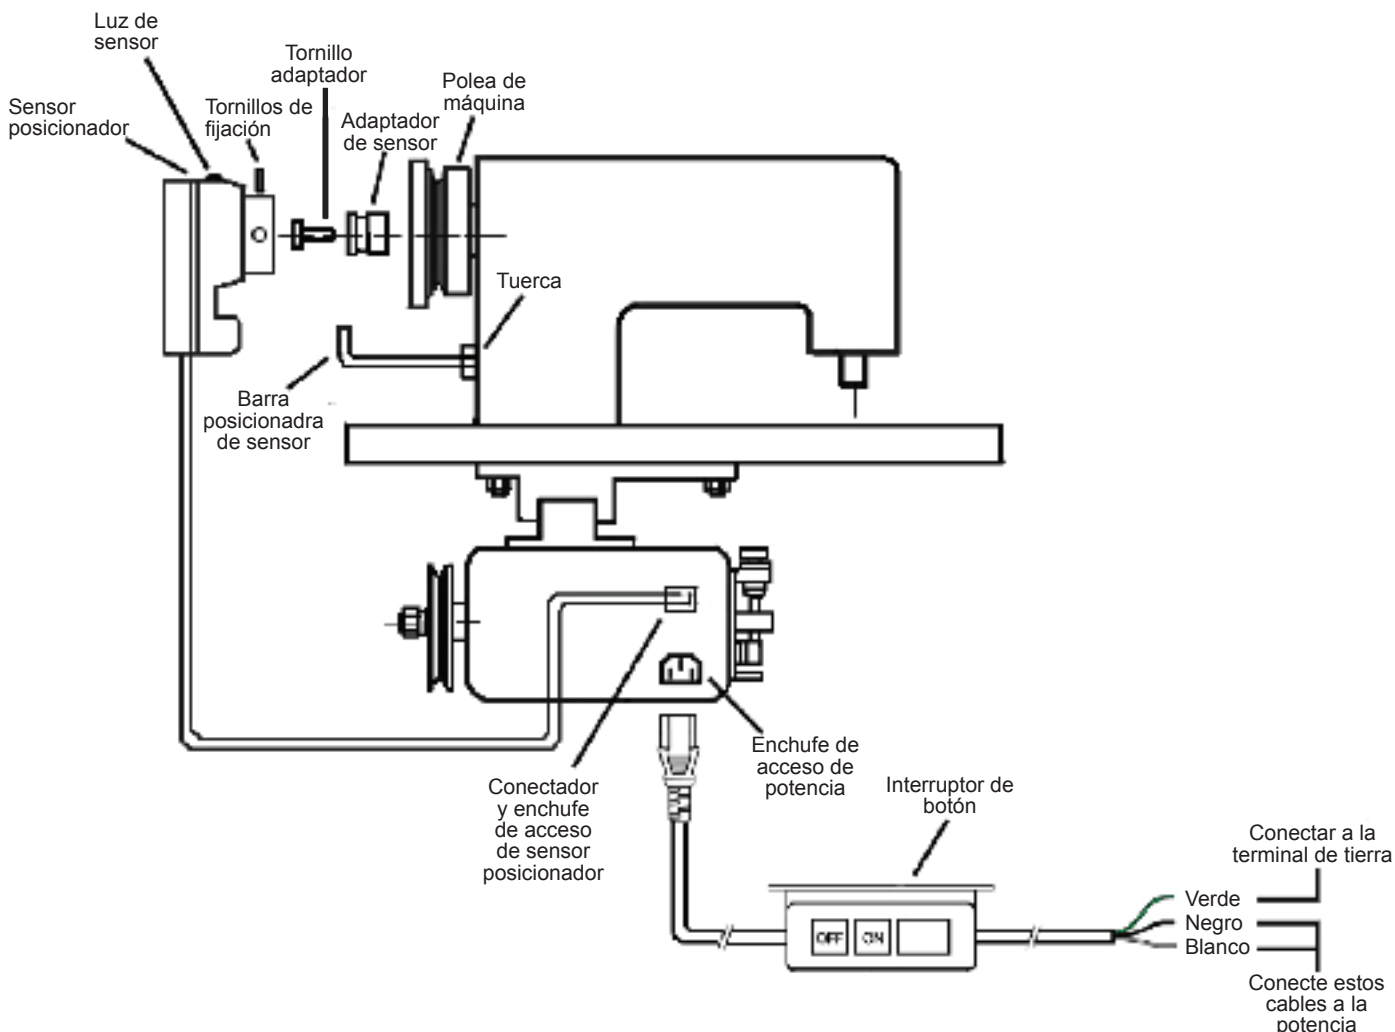 Luz de
sensor
Tornillo
adaptador
Polea de
máquina
Sensor
posicionador
Tornillos de
fijación
Adaptador
de sensor
Tuerca
Barra
posicionadra
de sensor
Enchufe de
acceso de
potencia
Conectador
y enchufe
de acceso
de sensor
posicionador
Interruptor de
botón
OFF ON
Conectar a la
terminal de tierra
Verde
Negro
Blanco
Conecte estos
cables a la
potencia